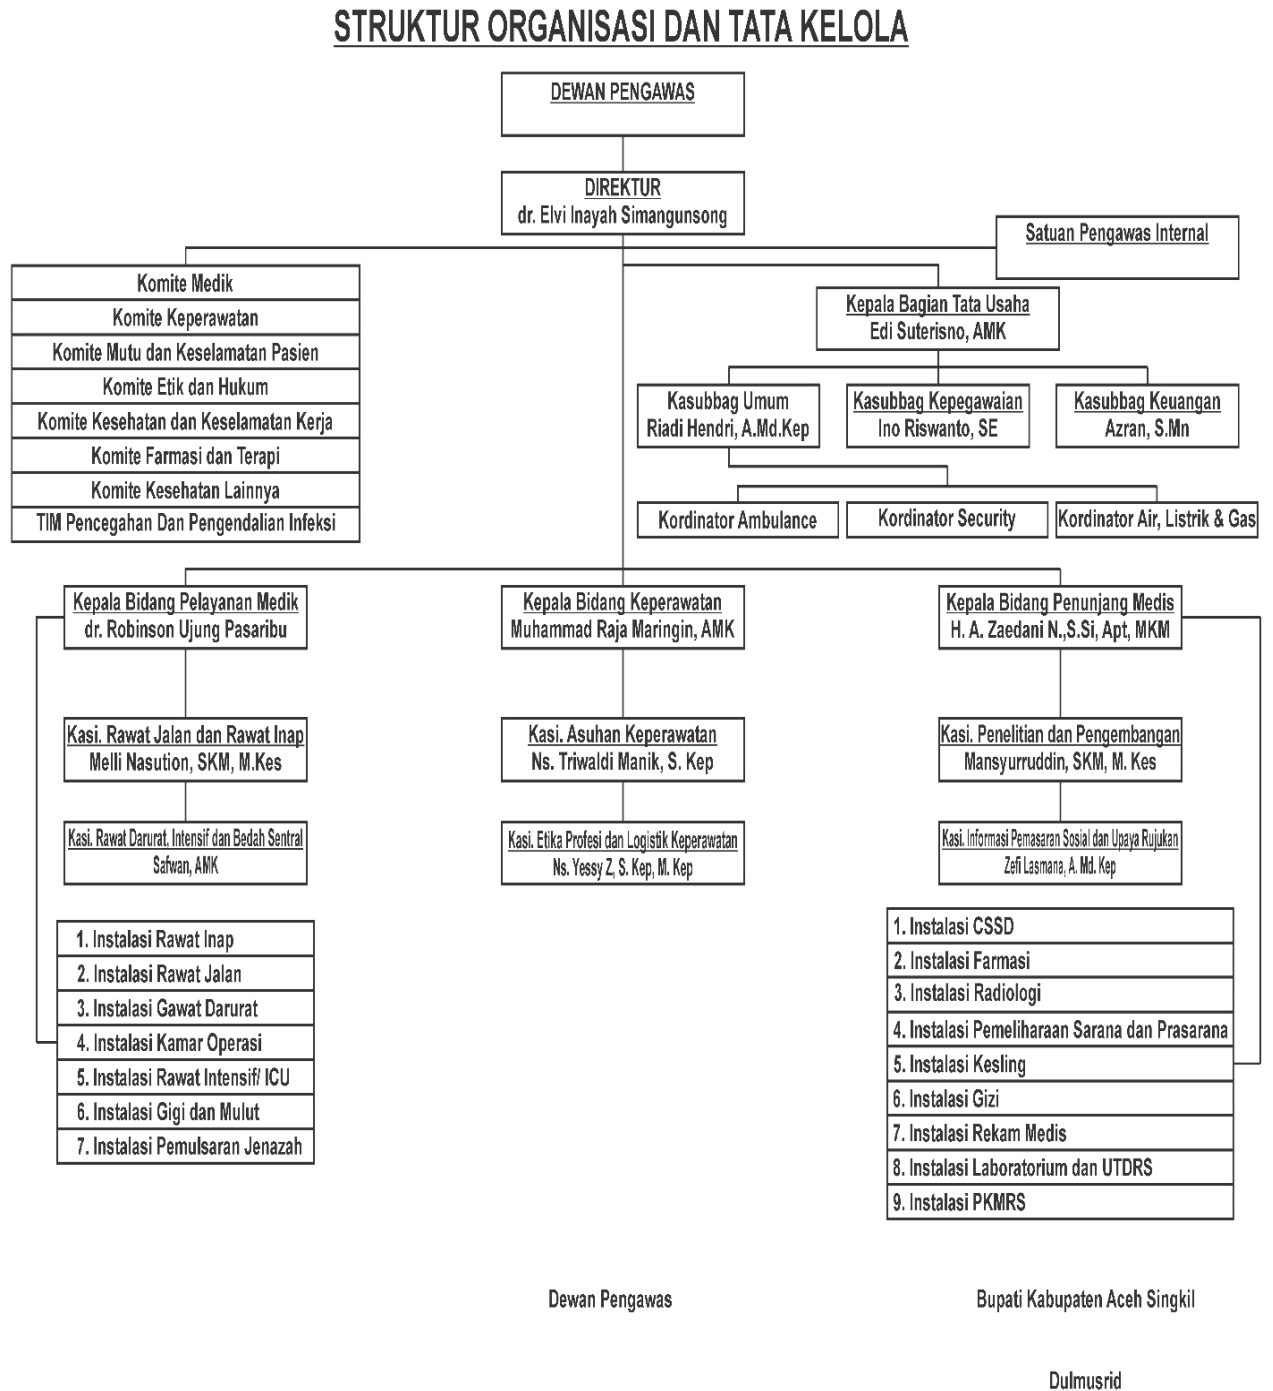 STRUKTUR ORGANISASI DAN TATA KELOLA
DEWAN PENGAWAS
DIREKTUR
dr. Elvi Inayah Simangunsong
Satuan Pengawas Internal
Komite Medik
Komite Keperawatan
Komite Mutu dan Keselamatan Pasien
Komite Etik dan Hukum
Komite Kesehatan dan Keselamatan Kerja
Komite Farmasi dan Terapi
Komite Kesehatan Lainnya
TIM Pencegahan Dan Pengendalian Infeksi
Kepala Bagian Tata Usaha
Edi Suterisno, AMK
Kasubbag Umum
Riadi Hendri, A.Md.Kep
Kasubbag Kepegawaian
Ino Riswanto, SE
Kasubbag Keuangan
Azran, S.Mn
Kordinator Ambulance
Kordinator Security
Kordinator Air, Listrik & Gas
Kepala Bidang Pelayanan Medik
dr. Robinson Ujung Pasaribu
Kepala Bidang Keperawatan
Muhammad Raja Maringin, AMK
Kepala Bidang Penunjang Medis
H. A. Zaedani N.,S.Si, Apt, MKM
Kasi. Rawat Jalan dan Rawat Inap
Melli Nasution, SKM, M.Kes
Kasi. Asuhan Keperawatan
Ns. Triwaldi Manik, S. Kep
Kasi. Penelitian dan Pengembangan
Mansyurruddin, SKM, M. Kes
Kasi. Rawat Darurat, Intensif dan Bedah Sentral
Safwan, AMK
Kasi. Etika Profesi dan Logistik Keperawatan
Ns. Yessy Z, S. Kep, M. Kep
Kasi. Informasi Pemasaran Sosial dan Upaya Rujukan
Zefi Lasmana, A. Md. Kep
1. Instalasi Rawat Inap
2. Instalasi Rawat Jalan
3. Instalasi Gawat Darurat
4. Instalasi Kamar Operasi
5. Instalasi Rawat Intensif/ ICU
6. Instalasi Gigi dan Mulut
7. Instalasi Pemulsaran Jenazah
1. Instalasi CSSD
2. Instalasi Farmasi
3. Instalasi Radiologi
4. Instalasi Pemeliharaan Sarana dan Prasarana
5. Instalasi Kesling
6. Instalasi Gizi
7. Instalasi Rekam Medis
8. Instalasi Laboratorium dan UTDRS
9. Instalasi PKMRS
Dewan Pengawas
Bupati Kabupaten Aceh Singkil
Dulmusrid